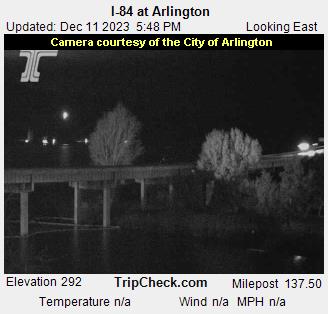 I-84 at Arlington
Updated: Dec 11 2023 5:48 PM Looking East
Camera courtesy of the City of Arlington
Elevation 292 TripCheck.com Milepost 137.50
Temperature n/a Wind n/a MPH n/a